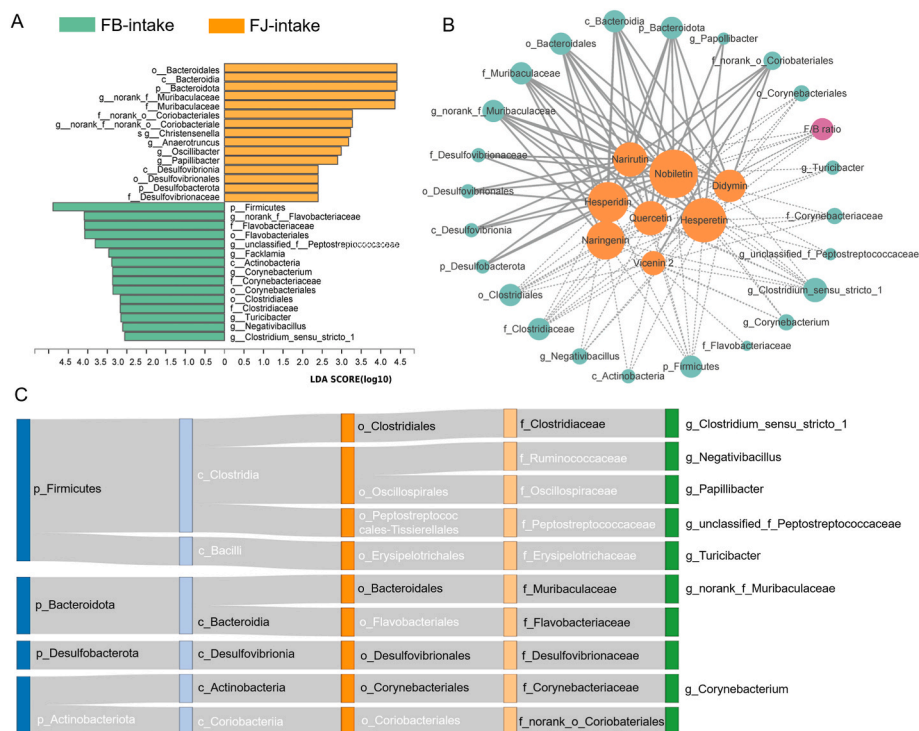 A
FB-intake
FJ-intake
o__Bacteroidales
c__Bacteroidia
p__Bacteroidota
g__norank_f__Muribaculaceae
f__Muribaculaceae
f__norank_o__Coriobacteriales
g__norank_f__norank_o__Coriobacteriale
s g__Christensenella
g__Anaerotruncus
g__Oscillibacter
g__Papillibacter
c__Desulfovibrionia
o__Desulfovibrionales
p__Desulfobacterota
f__Desulfovibrionaceae
p__Firmicutes
g__norank_f__Flavobacteriaceae
f__Flavobacteriaceae
o__Flavobacteriales
g__unclassified_f__Peptostreptococcaceae
g__Facklamia
c__Actinobacteria
g__Corynebacterium
f__Corynebacteriaceae
o__Corynebacteriales
o__Clostridiales
f__Clostridiaceae
g__Turicibacter
g__Negativibacillus
g__Clostridium_sensu_stricto_1
4.5 4.0 3.5 3.0 2.5 2.0 1.5 1.0 0.5 0.0 0.5 1.0 1.5 2.0 2.5 3.0 3.5 4.0 4.5
LDA SCORE(log10)
B
c_Bacteroidia
p_Bacteroidota
g_Papollibacter
o_Bacteroidales
f_norank_o_Coriobateriales
f_Muribaculaceae
o_Corynebacteriales
g_norank_f_Muribaculaceae
F/B ratio
f_Desulfovibrionaceae
g_Turicibacter
o_Desulfovibrionales
f_Corynebacteriaceae
c_Desulfovibrionia
g_unclassified_f_Peptostreptococcaceae
p_Desulfobacterota
g_Clostridium_sensu_stricto_1
o_Clostridiales
g_Corynebacterium
f_Clostridiaceae
f_Flavobacteriaceae
g_Negativibacillus
p_Firmicutes
c_Actinobacteria
Narirutin
Nobiletin
Didymin
Hesperidin
Quercetin
Hesperetin
Naringenin
Vicenin 2
C
p_Firmicutes
c_Clostridia
o_Clostridiales
f_Clostridiaceae
g_Clostridium_sensu_stricto_1
f_Ruminococcaceae
g_Negativibacillus
o_Oscillospirales
f_Oscillospiraceae
g_Papillibacter
o_Peptostreptococ
cales-Tissierellales
f_Peptostreptococcaceae
g_unclassified_f_Peptostreptococcaceae
c_Bacilli
o_Erysipelotrichales
f_Erysipelotrichaceae
g_Turicibacter
p_Bacteroidota
c_Bacteroidia
o_Bacteroidales
f_Muribaculaceae
g_norank_f_Muribaculaceae
o_Flavobacteriales
f_Flavobacteriaceae
p_Desulfobacterota
c_Desulfovibrionia
o_Desulfovibrionales
f_Desulfovibrionaceae
p_Actinobacteriota
c_Actinobacteria
o_Corynebacteriales
f_Corynebacteriaceae
g_Corynebacterium
c_Coriobacteriia
o_Coriobacteriales
f_norank_o_Coriobateriales